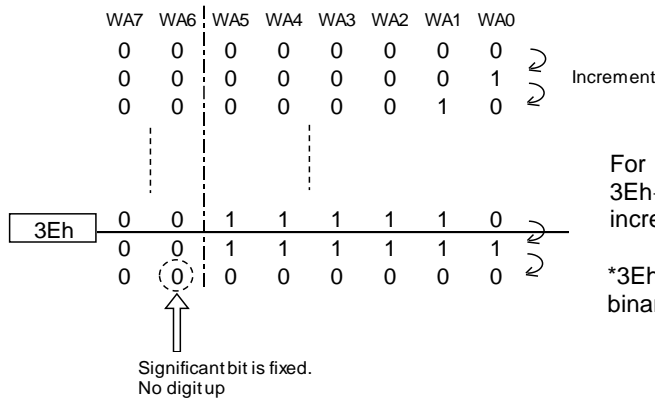 WA7 WA6 WA5 WA4 WA3 WA2 WA1 WA0
0 0 0 0 0 0 0 0
0 0 0 0 0 0 0 1
Increment
0 0 0 0 0 0 1 0
For
3Eh-
incre
3Eh 0 0 1 1 1 1 1 0
0 0 1 1 1 1 1 1
0 0 0 0 0 0 0 0
*3Eh
binar
Significant bit is fixed.
No digit up